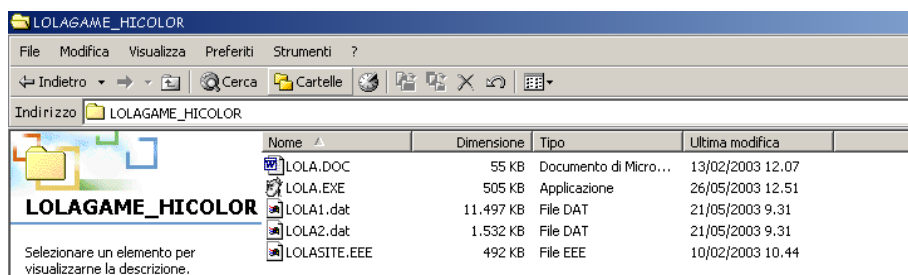 LOLAGAME_HICOLOR
File Modifica Visualizza Preferiti Strumenti ?
Indietro Cerca Cartelle
Indirizzo LOLAGAME_HICOLOR
Nome Dimensione Tipo Ultima modifica
LOLA.DOC 55 KB Documento di Micro... 13/02/2003 12.07
LOLA.EXE 505 KB Applicazione 26/05/2003 12.51
LOLAGAME_HICOLOR
LOLA1.dat 11.497 KB File DAT 21/05/2003 9.31
LOLA2.dat 1.532 KB File DAT 21/05/2003 9.31
LOLASITE.EEE 492 KB File EEE 10/02/2003 10.44
Selezionare un elemento per
visualizzarne la descrizione.